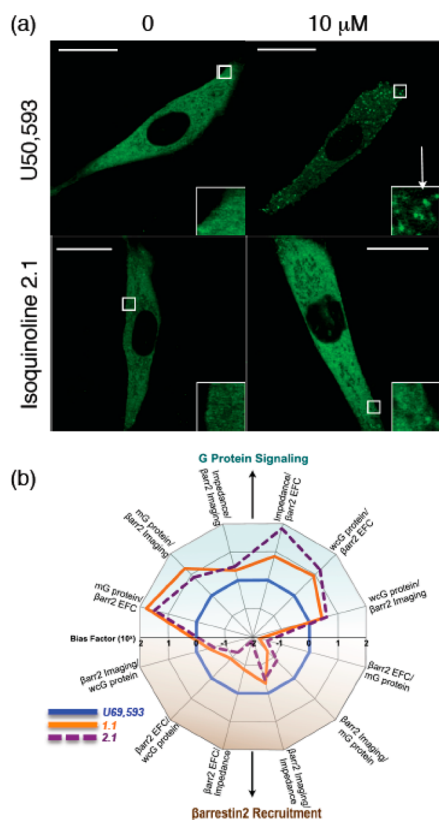 (a)
0
10 µM
U50,593
Isoquinoline 2.1
(b)
G Protein Signaling
Impedance/
βarr2 Imaging
Impedance/
βarr2 EFC
mG protein/
βarr2 Imaging
wcG protein/
βarr2 EFC
mG protein/
βarr2 EFC
wcG protein/
βarr2 Imaging
Bias Factor (10ˣ)
2
1
0
-1
-2
-1
0
1
2
βarr2 Imaging/
wcG protein
βarr2 EFC/
mG protein
βarr2 EFC/
wcG protein
βarr2 Imaging/
mG protein
βarr2 EFC/
Impedance
βarr2 Imaging/
Impedance
U69,593
1.1
2.1
βarrestin2 Recruitment